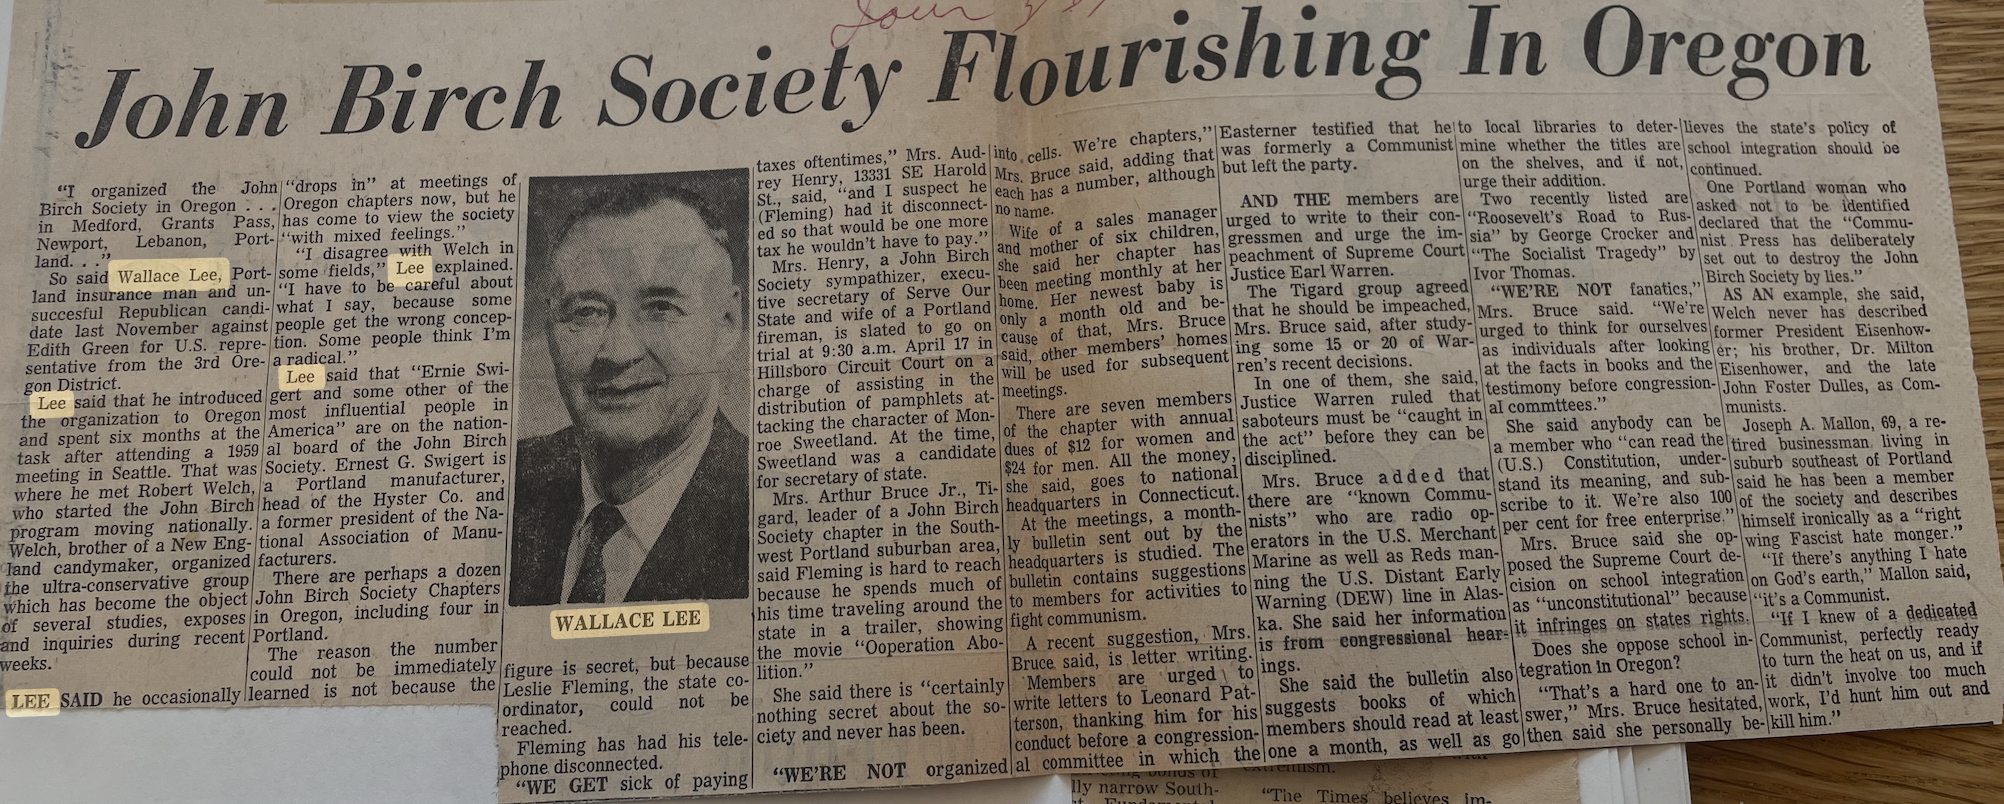 Jour
John Birch Society Flourishing In Oregon
"I organized the John
Birch Society in Oregon . . .
in Medford, Grants Pass,
Newport, Lebanon, Port-
land. . ."
So said Wallace Lee, Port-
land insurance man and un-
succesful Republican candi-
date last November against
Edith Green for U.S. repre-
sentative from the 3rd Ore-
gon District.
Lee said that he introduced
the organization to Oregon
and spent six months at the
task after attending a 1959
meeting in Seattle. That was
where he met Robert Welch,
who started the John Birch
program moving nationally.
Welch, brother of a New Eng-
land candymaker, organized
the ultra-conservative group
which has become the object
of several studies, exposes
and inquiries during recent
weeks.
LEE SAID he occasionally
"drops in" at meetings of
Oregon chapters now, but he
has come to view the society
"with mixed feelings."
"I disagree with Welch in
some fields," Lee explained.
"I have to be careful about
what I say, because some
people get the wrong concep-
tion. Some people think I'm
a radical."
Lee said that "Ernie Swi-
gert and some other of the
most influential people in
America" are on the nation-
al board of the John Birch
Society. Ernest G. Swigert is
a Portland manufacturer,
head of the Hyster Co. and
a former president of the Na-
tional Association of Manu-
facturers.
There are perhaps a dozen
John Birch Society Chapters
in Oregon, including four in
Portland.
The reason the number
could not be immediately
learned is not because the
WALLACE LEE
figure is secret, but because
Leslie Fleming, the state co-
ordinator, could not be
reached.
Fleming has had his tele-
phone disconnected.
"WE GET sick of paying
taxes oftentimes," Mrs. Aud-
rey Henry, 13331 SE Harold
St., said, "and I suspect he
(Fleming) had it disconnect-
ed so that would be one more
tax he wouldn't have to pay."
Mrs. Henry, a John Birch
Society sympathizer, execu-
tive secretary of Serve Our
State and wife of a Portland
fireman, is slated to go on
trial at 9:30 a.m. April 17 in
Hillsboro Circuit Court on a
charge of assisting in the
distribution of pamphlets at-
tacking the character of Mon-
roe Sweetland. At the time,
Sweetland was a candidate
for secretary of state.
Mrs. Arthur Bruce Jr., Ti-
gard, leader of a John Birch
Society chapter in the South-
west Portland suburban area,
said Fleming is hard to reach
because he spends much of
his time traveling around the
state in a trailer, showing
the movie "Ooperation Abo-
lition."
She said there is "certainly
nothing secret about the so-
ciety and never has been.
"WE'RE NOT organized
into cells. We're chapters,"
Mrs. Bruce said, adding that
each has a number, although
no name.
Wife of a sales manager
and mother of six children,
she said her chapter has
been meeting monthly at her
home. Her newest baby is
only a month old and be-
cause of that, Mrs. Bruce
said, other members' homes
will be used for subsequent
meetings.
There are seven members
of the chapter with annual
dues of $12 for women and
$24 for men. All the money,
she said, goes to national
headquarters in Connecticut.
At the meetings, a month-
ly bulletin sent out by the
headquarters is studied. The
bulletin contains suggestions
to members for activities to
fight communism.
A recent suggestion, Mrs.
Bruce said, is letter writing.
Members are urged to
write letters to Leonard Pat-
terson, thanking him for his
conduct before a congression-
al committee in which the
Easterner testified that he
was formerly a Communist
but left the party.
AND THE members are
urged to write to their con-
gressmen and urge the im-
peachment of Supreme Court
Justice Earl Warren.
The Tigard group agreed
that he should be impeached,
Mrs. Bruce said, after study-
ing some 15 or 20 of War-
ren's recent decisions.
In one of them, she said,
Justice Warren ruled that
saboteurs must be "caught in
the act" before they can be
disciplined.
Mrs. Bruce added that
there are "known Commu-
nists" who are radio op-
erators in the U.S. Merchant
Marine as well as Reds man-
ning the U.S. Distant Early
Warning (DEW) line in Alas-
ka. She said her information
is from congressional hear-
ings.
She said the bulletin also
suggests books of which
members should read at least
one a month, as well as go
to local libraries to deter-
mine whether the titles are
on the shelves, and if not,
urge their addition.
Two recently listed are
"Roosevelt's Road to Rus-
sia" by George Crocker and
"The Socialist Tragedy" by
Ivor Thomas.
"WE'RE NOT fanatics,"
Mrs. Bruce said. "We're
urged to think for ourselves
as individuals after looking
at the facts in books and the
testimony before congression-
al committees."
She said anybody can be
a member who "can read the
(U.S.) Constitution, under-
stand its meaning, and sub-
scribe to it. We're also 100
per cent for free enterprise."
Mrs. Bruce said she op-
posed the Supreme Court de-
cision on school integration
as "unconstitutional" because
it infringes on states rights.
Does she oppose school in-
tegration in Oregon?
"That's a hard one to an-
swer," Mrs. Bruce hesitated,
then said she personally be-
lieves the state's policy of
school integration should be
continued.
One Portland woman who
asked not to be identified
declared that the "Commu-
nist Press has deliberately
set out to destroy the John
Birch Society by lies."
AS AN example, she said,
Welch never has described
former President Eisenhow-
er; his brother, Dr. Milton
Eisenhower, and the late
John Foster Dulles, as Com-
munists.
Joseph A. Mallon, 69, a re-
tired businessman living in
suburb southeast of Portland
said he has been a member
of the society and describes
himself ironically as a "right
wing Fascist hate monger."
"If there's anything I hate
on God's earth," Mallon said,
"it's a Communist.
"If I knew of a dedicated
Communist, perfectly ready
to turn the heat on us, and if
it didn't involve too much
work, I'd hunt him out and
kill him."
lly narrow South-
"The Times believes im-